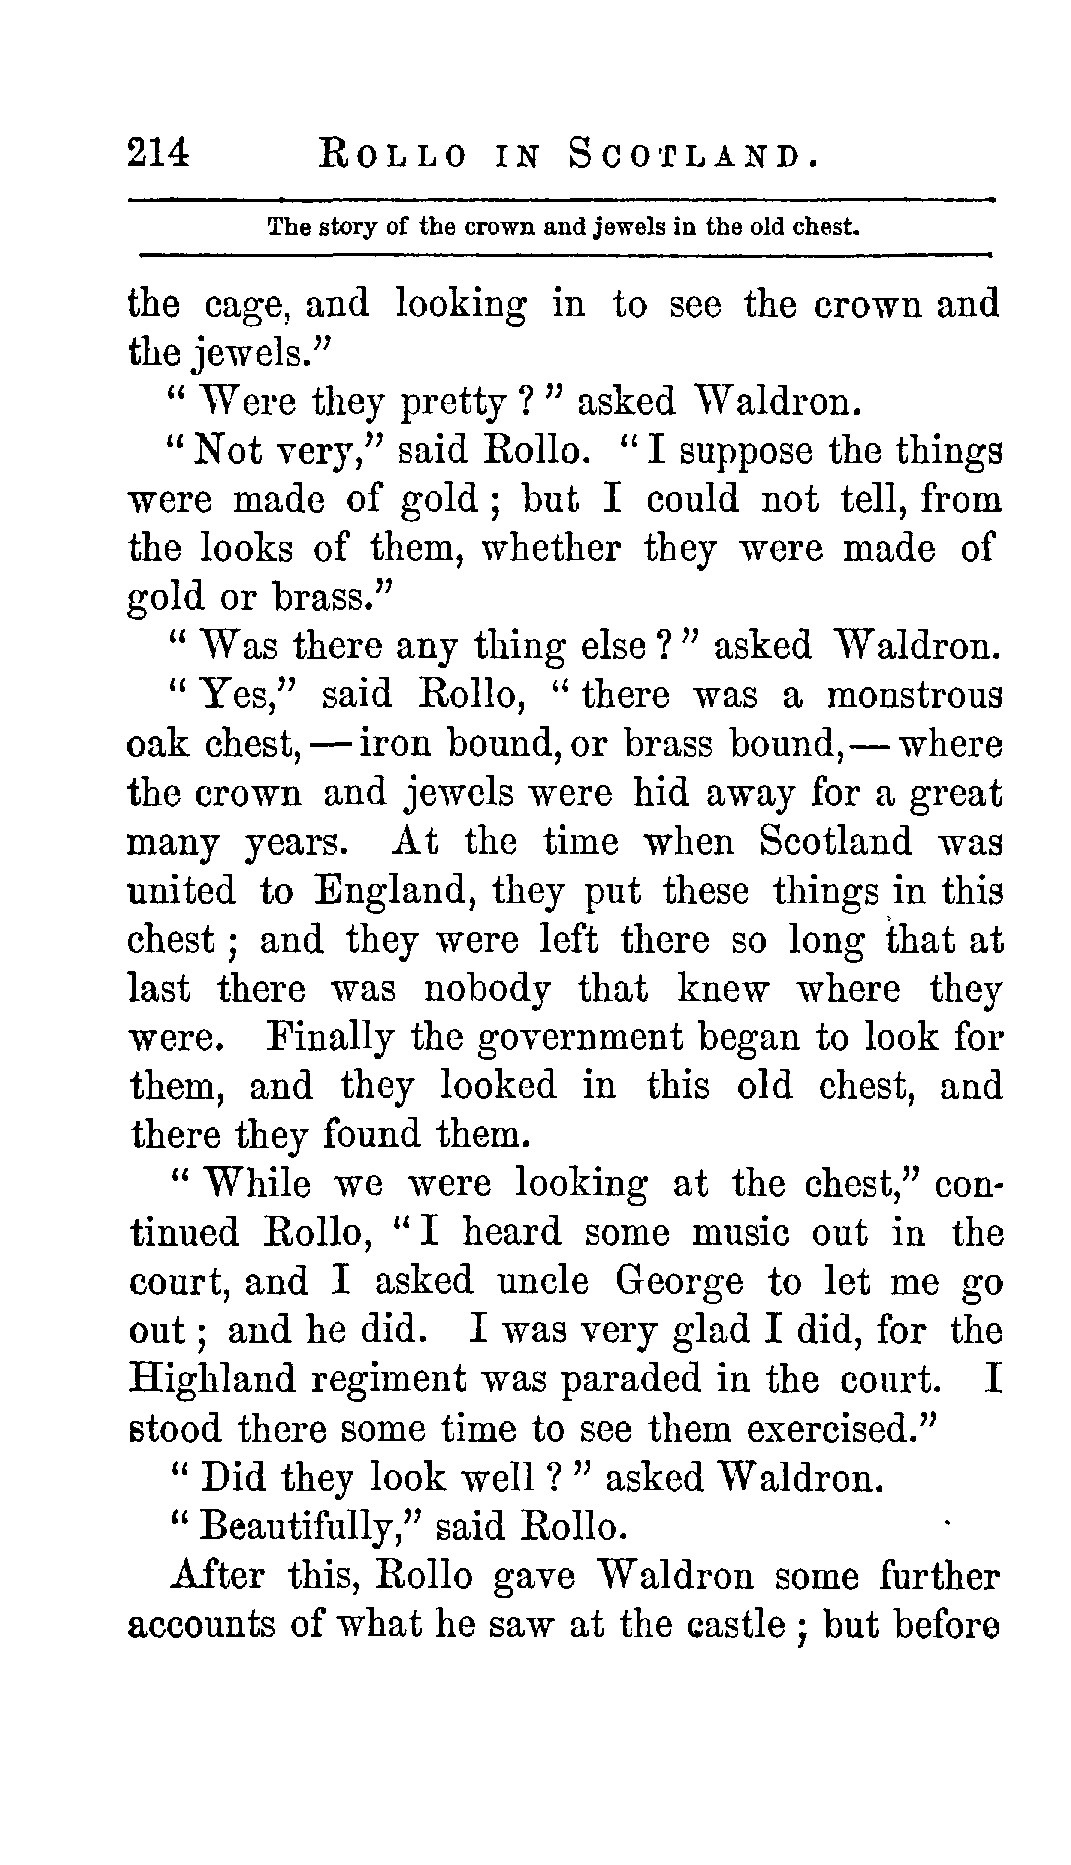 214 ROLLO IN SCOTLAND.
The story of the crown and jewels in the old chest.
the cage, and looking in to see the crown and
the jewels.”
“ Were they pretty ? ” asked Waldron.
“ Not very,” said Rollo. “ I suppose the things
were made of gold ; but I could not tell, from
the looks of them, whether they were made of
gold or brass.”
“ Was there any thing else ? ” asked Waldron.
“ Yes,” said Rollo, “ there was a monstrous
oak chest, — iron bound, or brass bound, — where
the crown and jewels were hid away for a great
many years. At the time when Scotland was
united to England, they put these things in this
chest ; and they were left there so long that at
last there was nobody that knew where they
were. Finally the government began to look for
them, and they looked in this old chest, and
there they found them.
“ While we were looking at the chest,” con-
tinued Rollo, “ I heard some music out in the
court, and I asked uncle George to let me go
out ; and he did. I was very glad I did, for the
Highland regiment was paraded in the court. I
stood there some time to see them exercised.”
“ Did they look well ? ” asked Waldron.
“ Beautifully,” said Rollo.
After this, Rollo gave Waldron some further
accounts of what he saw at the castle ; but before